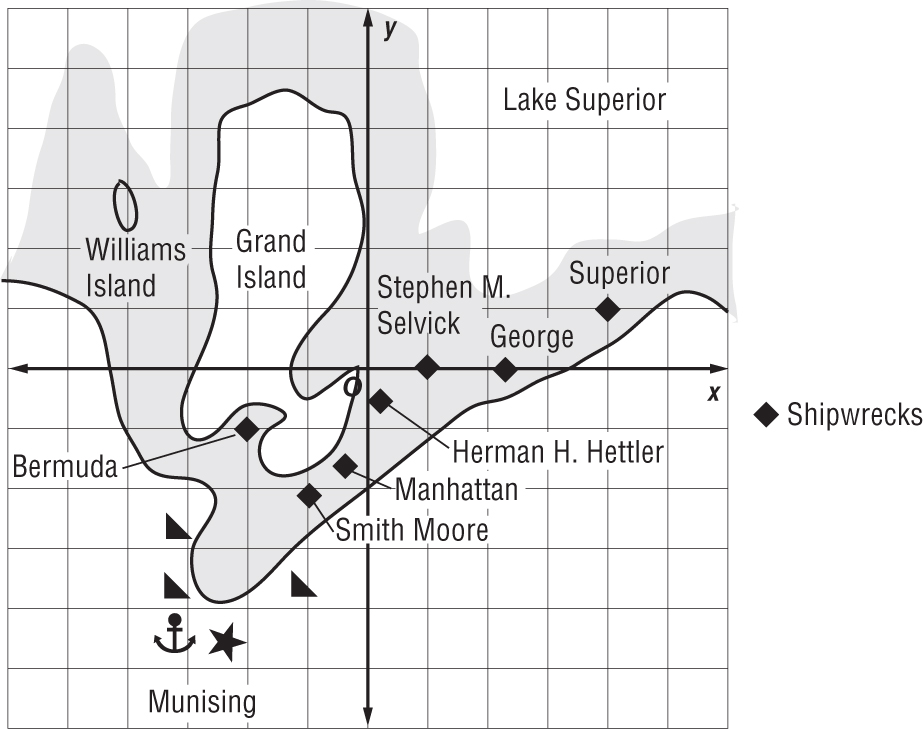 y
Lake Superior
Williams
Island
Grand
Island
Superior
Stephen M.
Selvick
George
O
x
Shipwrecks
Herman H. Hettler
Bermuda
Manhattan
Smith Moore
Munising